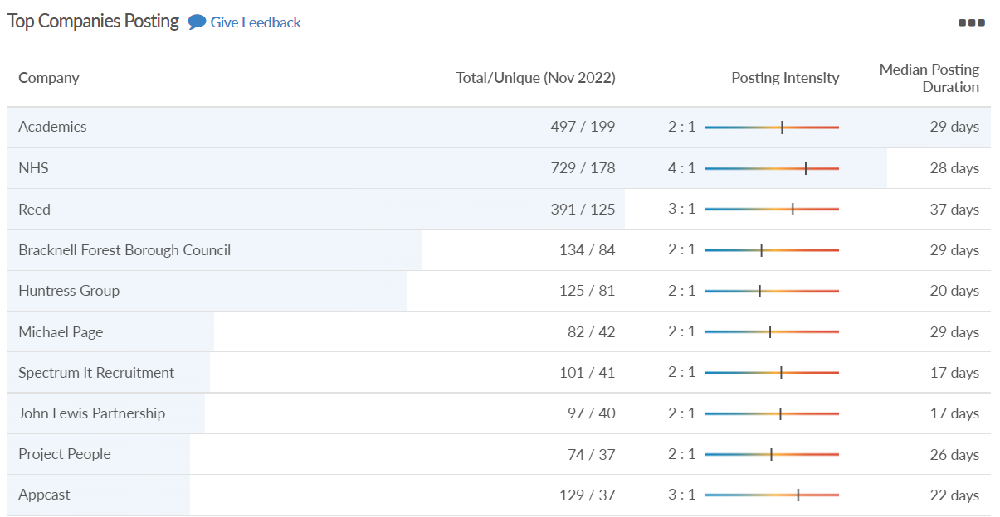 Top Companies Posting Give Feedback
Company Total/Unique (Nov 2022) Posting Intensity Median Posting Duration
Academics 497 / 199 2 : 1 29 days
NHS 729 / 178 4 : 1 28 days
Reed 391 / 125 3 : 1 37 days
Bracknell Forest Borough Council 134 / 84 2 : 1 29 days
Huntress Group 125 / 81 2 : 1 20 days
Michael Page 82 / 42 2 : 1 29 days
Spectrum It Recruitment 101 / 41 2 : 1 17 days
John Lewis Partnership 97 / 40 2 : 1 17 days
Project People 74 / 37 2 : 1 26 days
Appcast 129 / 37 3 : 1 22 days